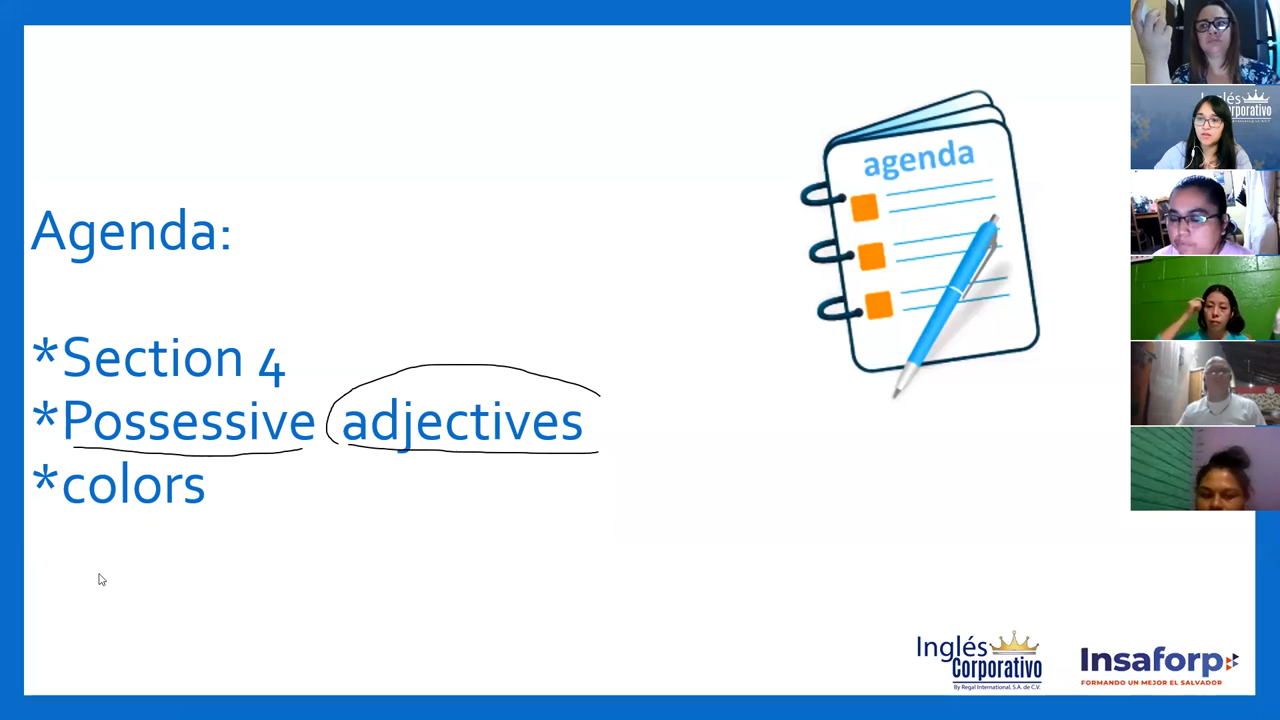 Agenda:
*Section 4
*Possessive adjectives
*colors
agenda
Inglés
Corporativo
By Regal International, S.A. de C.V.
Insaforp
FORMANDO UN MEJOR EL SALVADOR